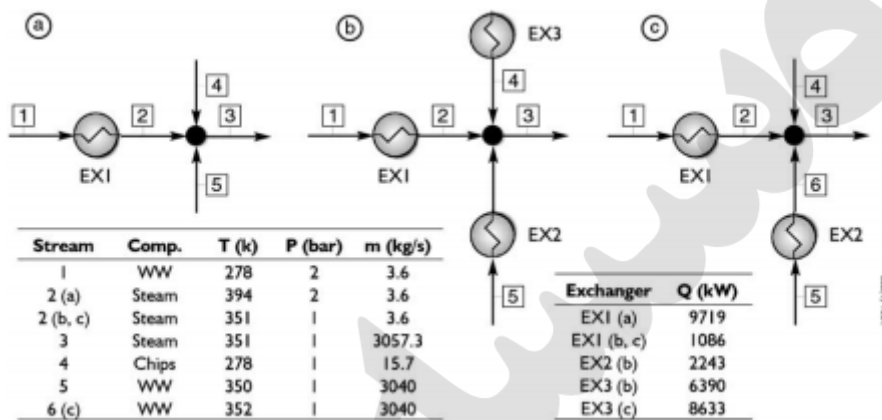 a
b
c
EX3
4
4
4
1
2
3
1
2
3
1
2
3
EX1
EX1
EX1
5
6
EX2
EX2
5
5
Stream Comp. T (k) P (bar) m (kg/s)
1 WW 278 2 3.6
2 (a) Steam 394 2 3.6
2 (b, c) Steam 351 1 3.6
3 Steam 351 1 3057.3
4 Chips 278 1 15.7
5 WW 350 1 3040
6 (c) WW 352 1 3040
Exchanger Q (kW)
EX1 (a) 9719
EX1 (b, c) 1086
EX2 (b) 2243
EX3 (b) 6390
EX3 (c) 8633